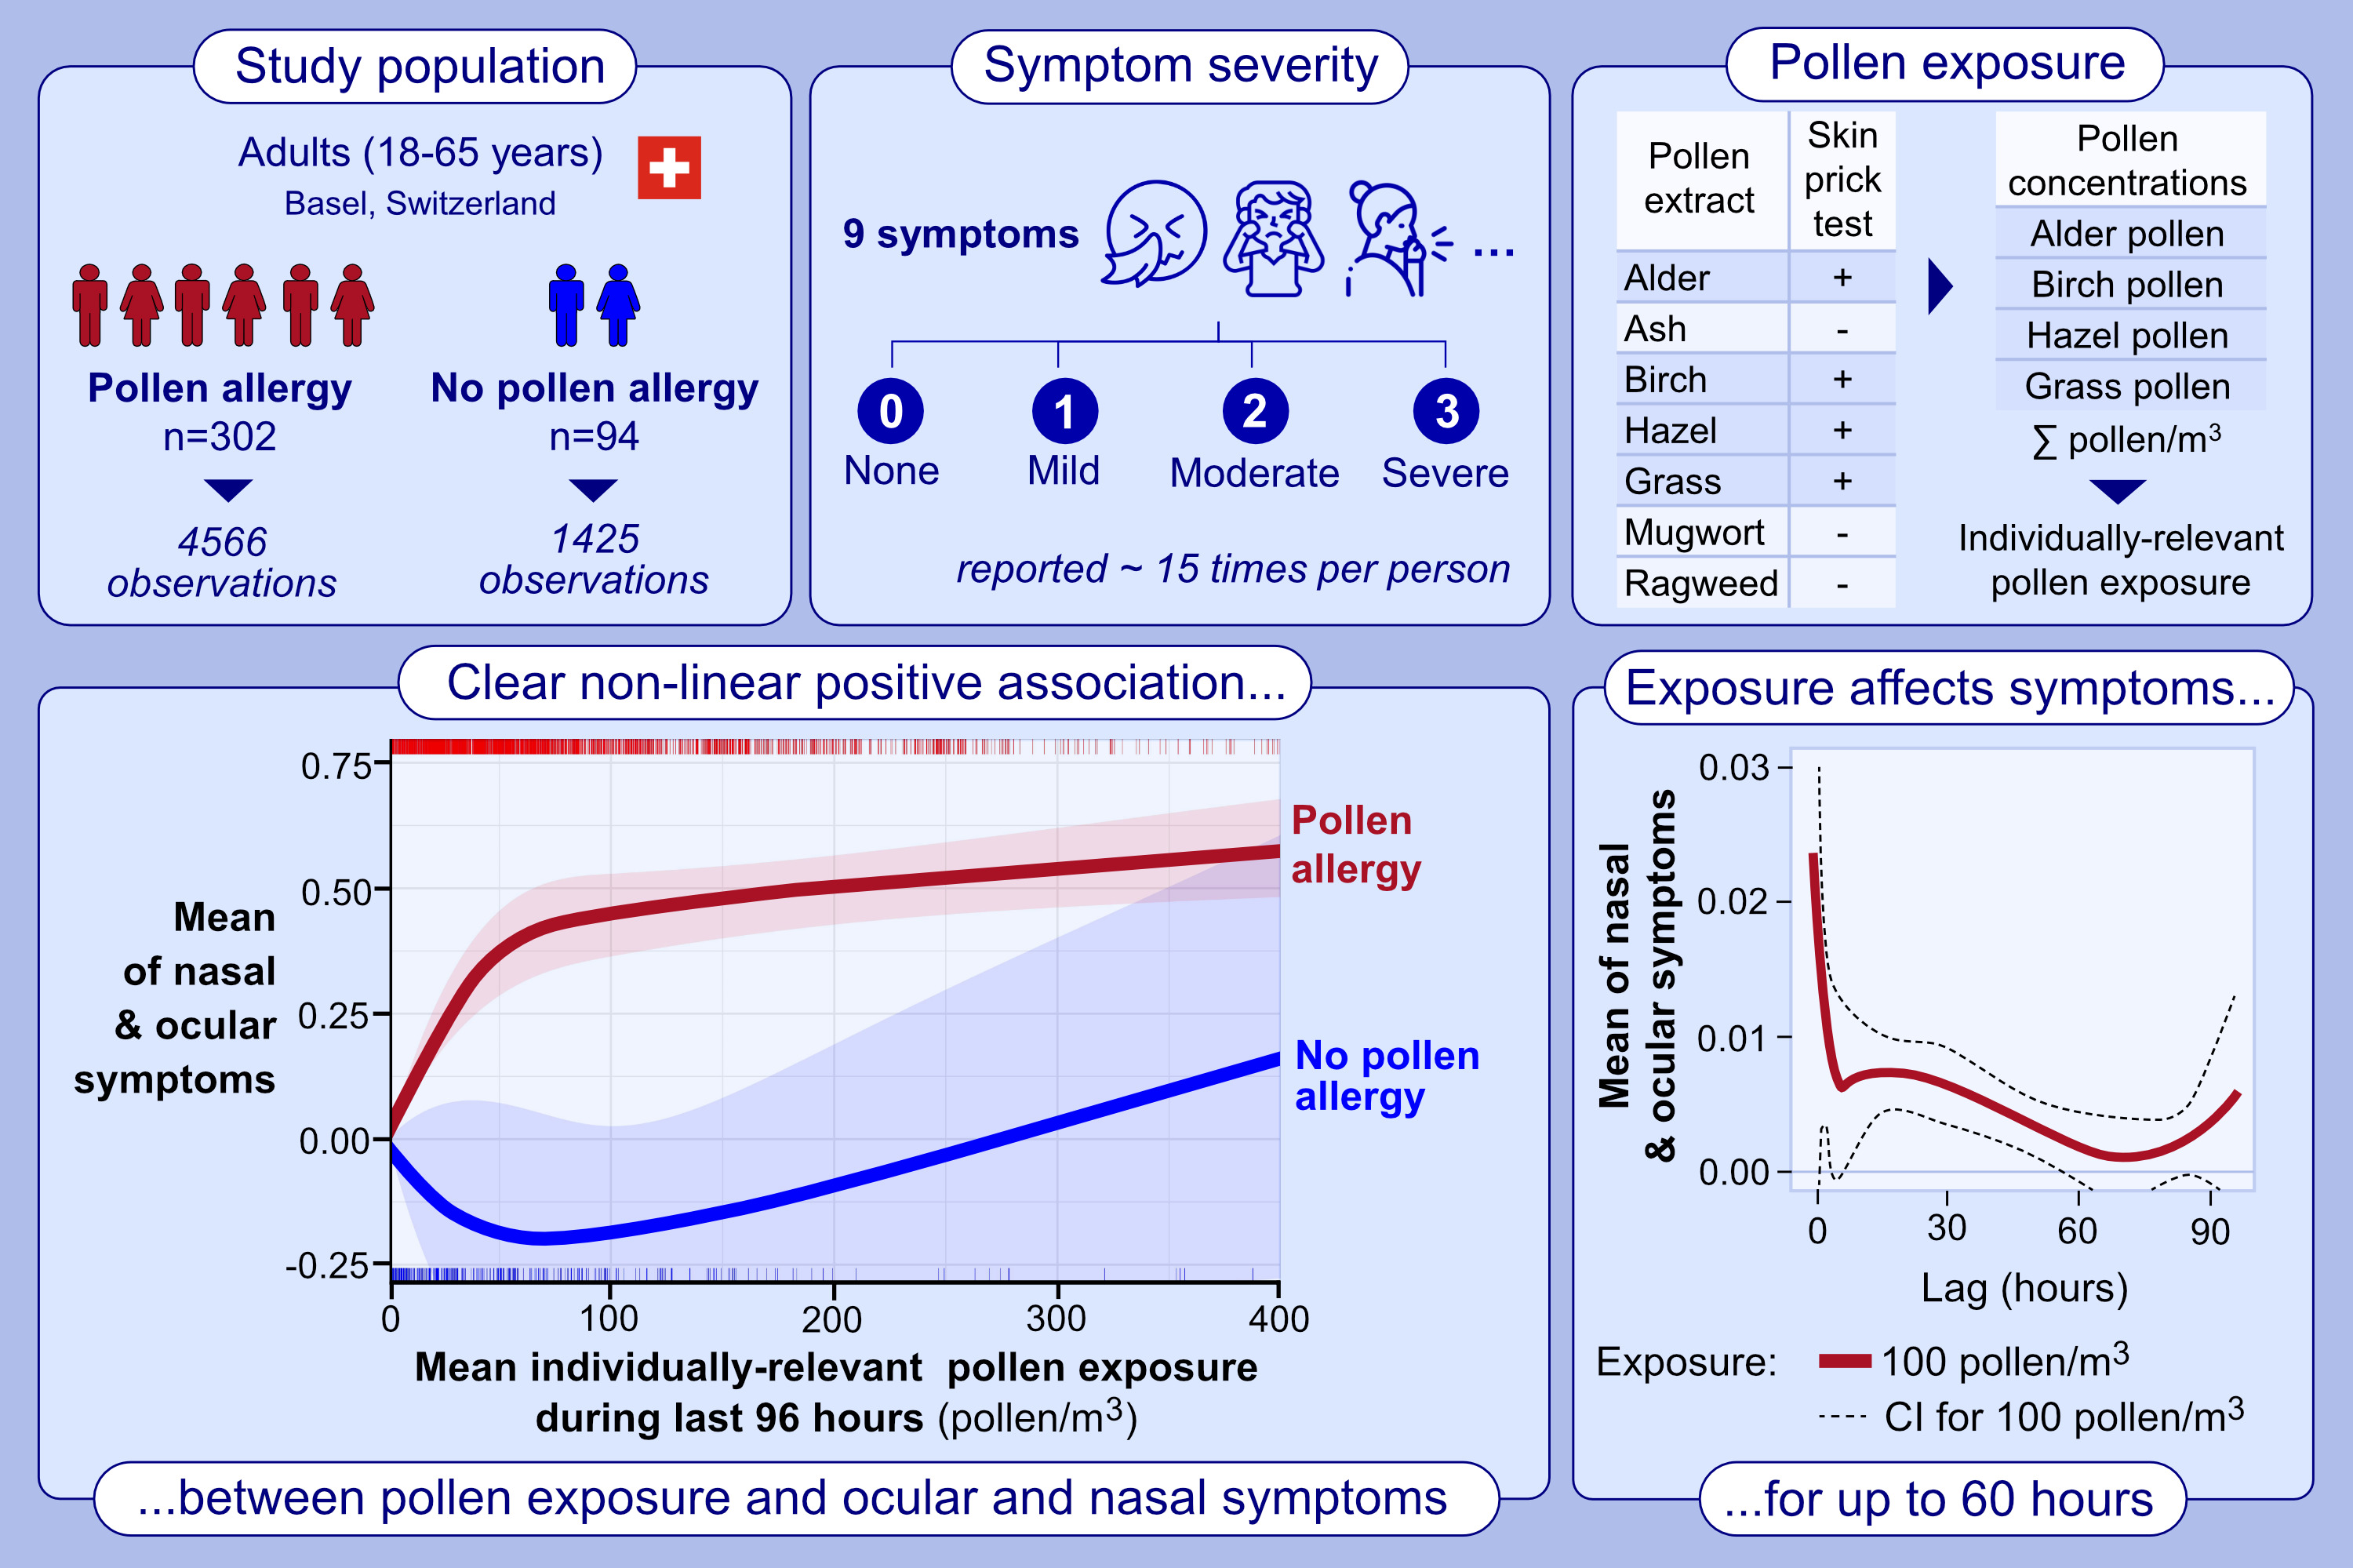 Study population
Adults (18-65 years)
Basel, Switzerland
Pollen allergy
n=302
4566
observations
No pollen allergy
n=94
1425
observations
Symptom severity
9 symptoms
...
0
None
1
Mild
2
Moderate
3
Severe
reported ~ 15 times per person
Pollen exposure
Pollen
extract
Skin
prick
test
Alder +
Ash -
Birch +
Hazel +
Grass +
Mugwort -
Ragweed -
Pollen
concentrations
Alder pollen
Birch pollen
Hazel pollen
Grass pollen
∑ pollen/m³
Individually-relevant
pollen exposure
Clear non-linear positive association...
Mean
of nasal
& ocular
symptoms
0.75
0.50
0.25
0.00
-0.25
0 100 200 300 400
Pollen
allergy
No pollen
allergy
Mean individually-relevant pollen exposure
during last 96 hours (pollen/m³)
...between pollen exposure and ocular and nasal symptoms
Exposure affects symptoms...
Mean of nasal
& ocular symptoms
0.03
0.02
0.01
0.00
0 30 60 90
Lag (hours)
Exposure: 100 pollen/m³
CI for 100 pollen/m³
...for up to 60 hours